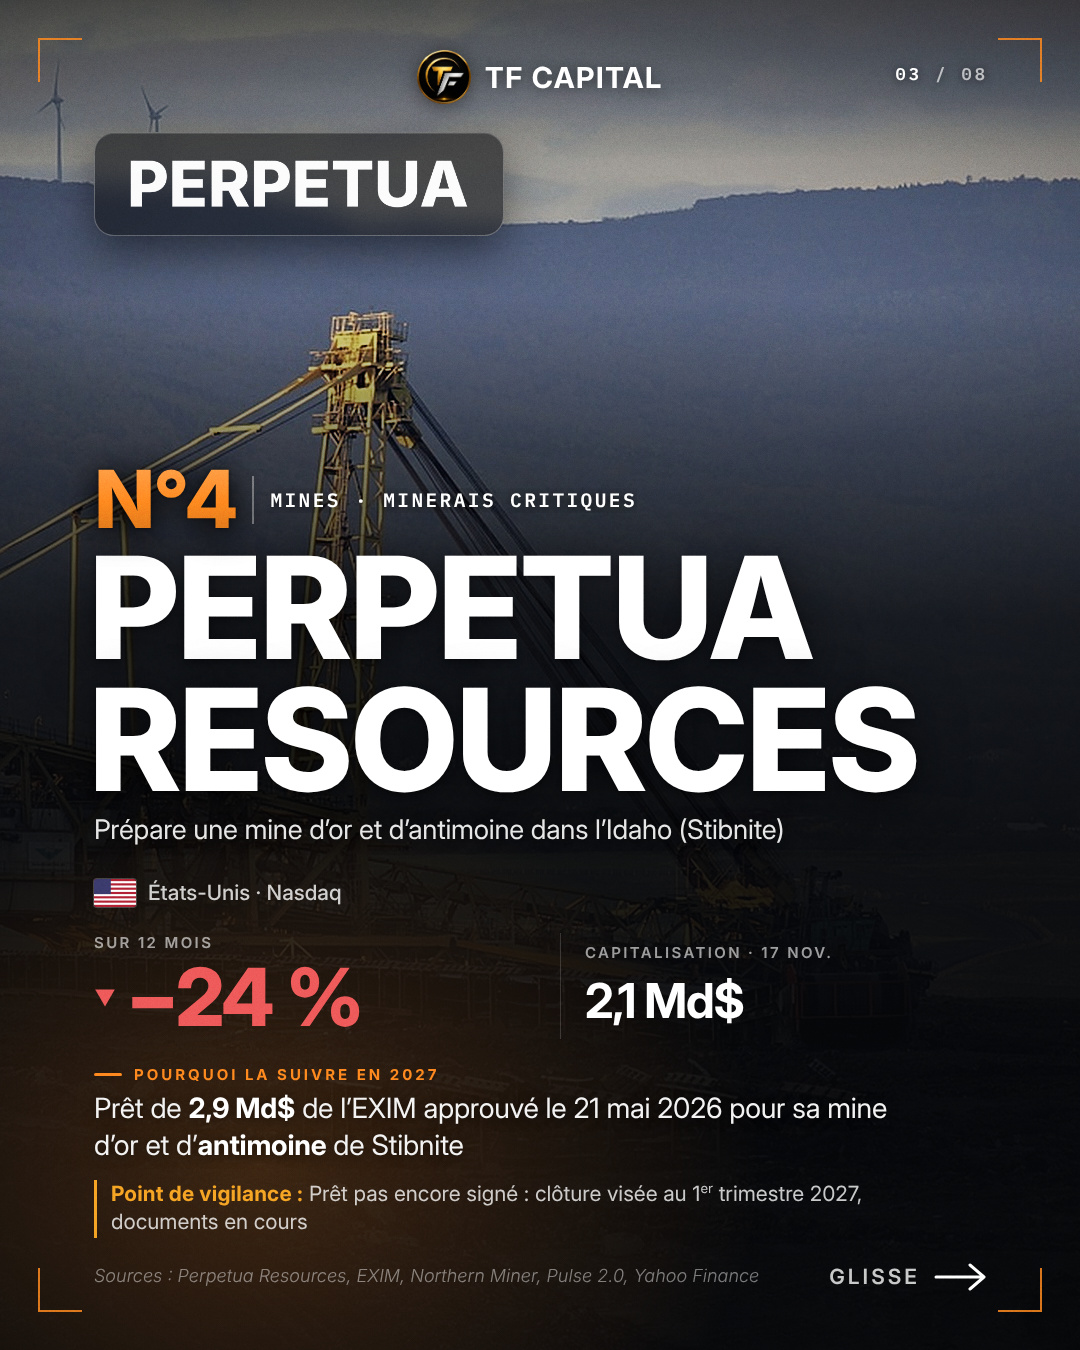 TF CAPITAL
03 / 08
PERPETUA
N°4
MINES · MINERAIS CRITIQUES
PERPETUA
RESOURCES
Prépare une mine d’or et d’antimoine dans l’Idaho (Stibnite)
États-Unis · Nasdaq
SUR 12 MOIS
▼ –24 %
CAPITALISATION · 17 NOV.
2,1 Md$
POURQUOI LA SUIVRE EN 2027
Prêt de 2,9 Md$ de l’EXIM approuvé le 21 mai 2026 pour sa mine
d’or et d’antimoine de Stibnite
Point de vigilance : Prêt pas encore signé : clôture visée au 1er trimestre 2027,
documents en cours
Sources : Perpetua Resources, EXIM, Northern Miner, Pulse 2.0, Yahoo Finance
GLISSE →